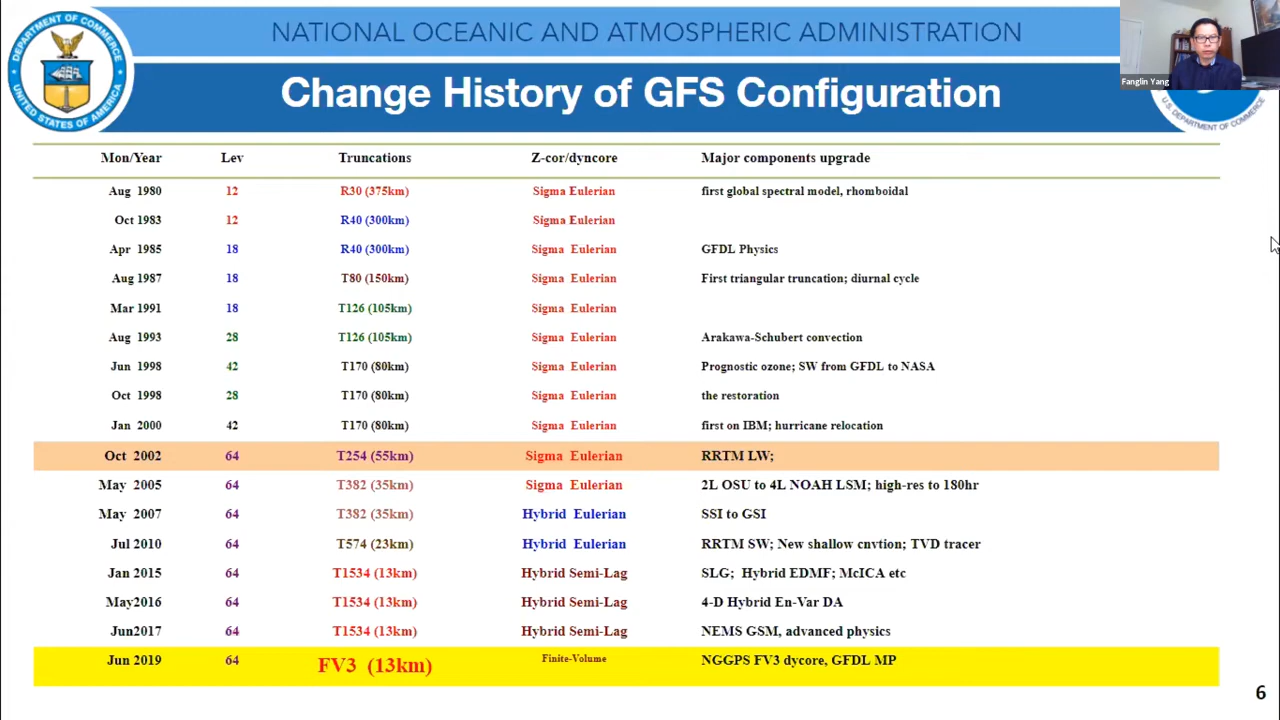 NATIONAL OCEANIC AND ATMOSPHERIC ADMINISTRATION
Change History of GFS Configuration
DEPARTMENT OF COMMERCE
UNITED STATES OF AMERICA
Fanglin Yang
U.S. DEPARTMENT OF COMMERCE
Mon/Year Lev Truncations Z-cor/dyncore Major components upgrade
Aug 1980 12 R30 (375km) Sigma Eulerian first global spectral model, rhomboidal
Oct 1983 12 R40 (300km) Sigma Eulerian
Apr 1985 18 R40 (300km) Sigma Eulerian GFDL Physics
Aug 1987 18 T80 (150km) Sigma Eulerian First triangular truncation; diurnal cycle
Mar 1991 18 T126 (105km) Sigma Eulerian
Aug 1993 28 T126 (105km) Sigma Eulerian Arakawa-Schubert convection
Jun 1998 42 T170 (80km) Sigma Eulerian Prognostic ozone; SW from GFDL to NASA
Oct 1998 28 T170 (80km) Sigma Eulerian the restoration
Jan 2000 42 T170 (80km) Sigma Eulerian first on IBM; hurricane relocation
Oct 2002 64 T254 (55km) Sigma Eulerian RRTM LW;
May 2005 64 T382 (35km) Sigma Eulerian 2L OSU to 4L NOAH LSM; high-res to 180hr
May 2007 64 T382 (35km) Hybrid Eulerian SSI to GSI
Jul 2010 64 T574 (23km) Hybrid Eulerian RRTM SW; New shallow cnvtion; TVD tracer
Jan 2015 64 T1534 (13km) Hybrid Semi-Lag SLG; Hybrid EDMF; McICA etc
May2016 64 T1534 (13km) Hybrid Semi-Lag 4-D Hybrid En-Var DA
Jun2017 64 T1534 (13km) Hybrid Semi-Lag NEMS GSM, advanced physics
Jun 2019 64 FV3 (13km) Finite-Volume NGGPS FV3 dycore, GFDL MP
6